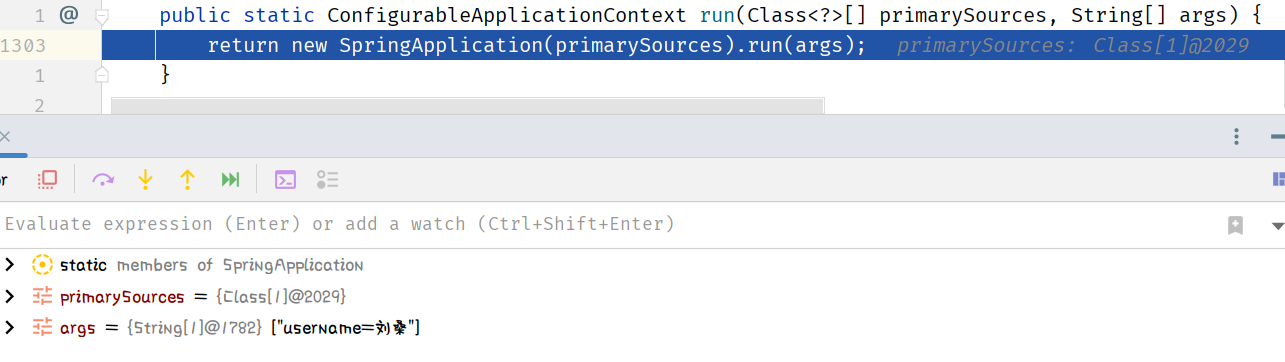 1 @ public static ConfigurableApplicationContext run(Class<?>[] primarySources, String[] args) {
1303 return new SpringApplication(primarySources).run(args); primarySources: Class[1]@2029
1 }
2
or
Evaluate expression (Enter) or add a watch (Ctrl+Shift+Enter)
static members of SpringApplication
primarySources = {Class[1]@2029}
args = {String[1]@1782} ["username=刘桑"]